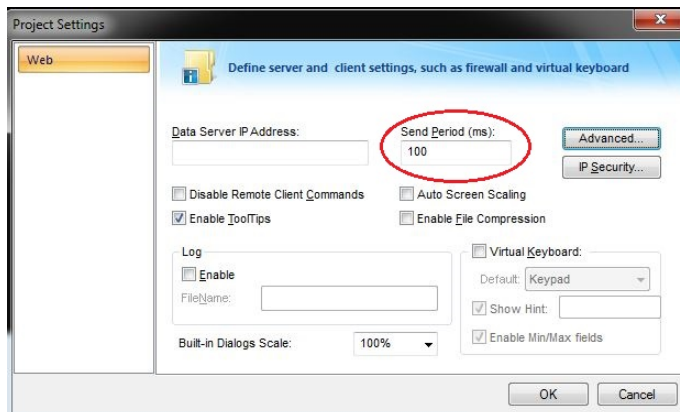 Project Settings
Web
Define server and client settings, such as firewall and virtual keyboard
Data Server IP Address:
Send Period (ms):
100
Advanced...
IP Security...
Disable Remote Client Commands
Auto Screen Scaling
Enable ToolTips
Enable File Compression
Log
Enable
FileName:
Virtual Keyboard:
Default: Keypad
Show Hint:
Enable Min/Max fields
Built-in Dialogs Scale: 100%
OK
Cancel